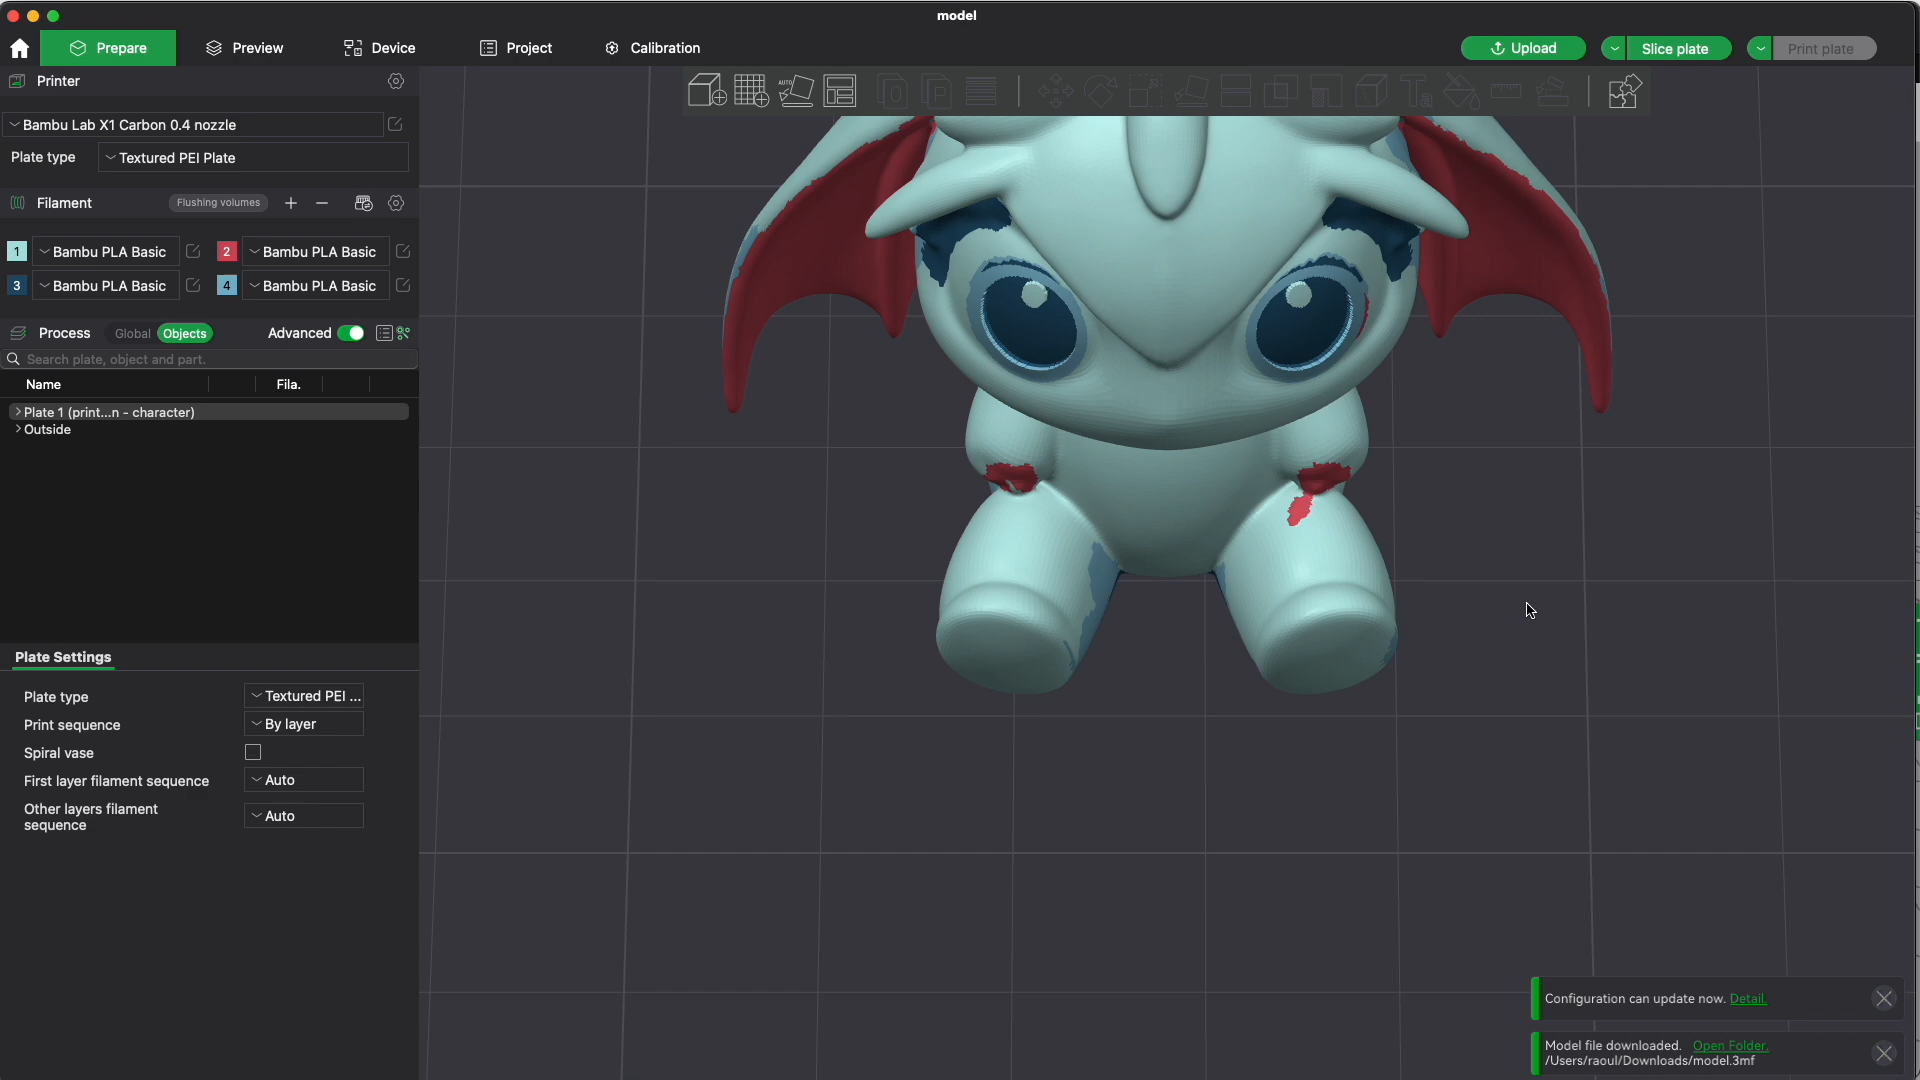 model
Prepare
Preview
Device
Project
Calibration
Upload
Slice plate
Print plate
Printer
Bambu Lab X1 Carbon 0.4 nozzle
Plate type
Textured PEI Plate
Filament
Flushing volumes
AUTO
1
Bambu PLA Basic
2
Bambu PLA Basic
3
Bambu PLA Basic
4
Bambu PLA Basic
Process
Global
Objects
Advanced
Search plate, object and part.
Name
Fila.
Plate 1 (print...n - character)
Outside
Plate Settings
Plate type
Textured PEI ...
Print sequence
By layer
Spiral vase
First layer filament sequence
Auto
Other layers filament
sequence
Auto
Configuration can update now. Detail.
Model file downloaded. Open Folder.
/Users/raoul/Downloads/model.3mf